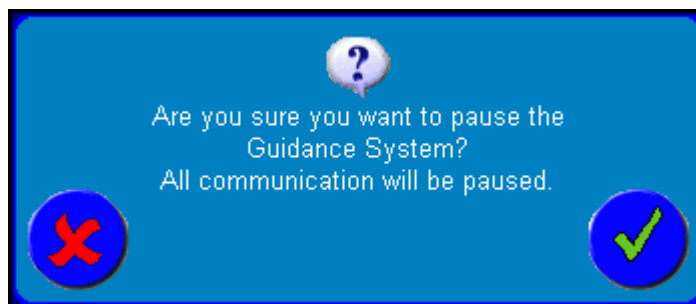 ?
Are you sure you want to pause the
Guidance System?
All communication will be paused.